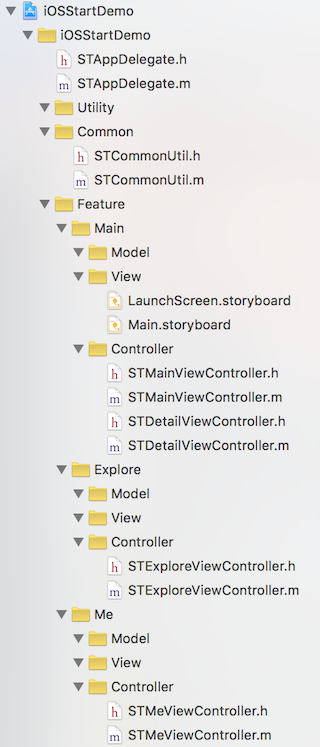 iOSStartDemo
iOSStartDemo
h STAppDelegate.h
m STAppDelegate.m
Utility
Common
h STCommonUtil.h
m STCommonUtil.m
Feature
Main
Model
View
LaunchScreen.storyboard
Main.storyboard
Controller
h STMainViewController.h
m STMainViewController.m
h STDetailViewController.h
m STDetailViewController.m
Explore
Model
View
Controller
h STExploreViewController.h
m STExploreViewController.m
Me
Model
View
Controller
h STMeViewController.h
m STMeViewController.m